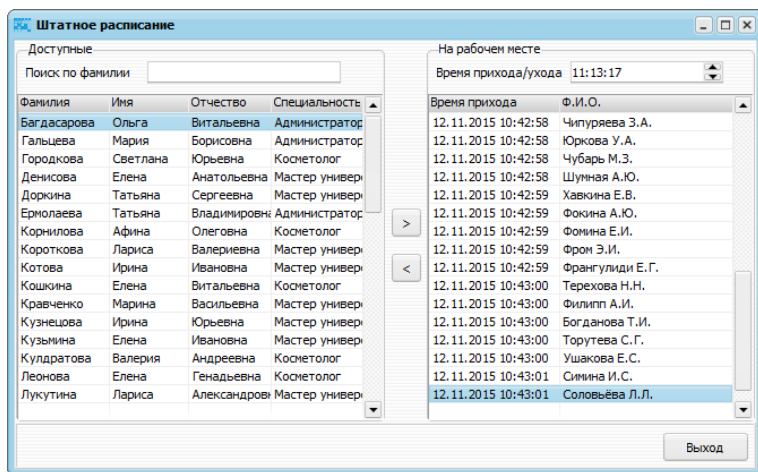 Штатное расписание
Доступные
Поиск по фамилии
Фамилия Имя Отчество Специальность
Багдасарова Ольга Витальевна Администратор
Гальцева Мария Борисовна Администратор
Городкова Светлана Юрьевна Косметолог
Денисова Елена Анатольевна Мастер универ
Доркина Татьяна Сергеевна Мастер универ
Ермолаева Татьяна Владимировна Администратор
Корнилова Афина Олеговна Косметолог
Короткова Лариса Валериевна Мастер универ
Котова Ирина Ивановна Мастер универ
Кошкина Елена Витальевна Косметолог
Кравченко Марина Васильевна Мастер универ
Кузнецова Ирина Юрьевна Мастер универ
Кузьмина Елена Ивановна Мастер универ
Кулдратова Валерия Андреевна Косметолог
Леонова Елена Генадьевна Косметолог
Лукутина Лариса Александров Мастер универ
>
<
На рабочем месте
Время прихода/ухода 11:13:17
Время прихода Ф.И.О.
12.11.2015 10:42:58 Чипуряева З.А.
12.11.2015 10:42:58 Юркова У.А.
12.11.2015 10:42:58 Чубарь М.З.
12.11.2015 10:42:58 Шумная А.Ю.
12.11.2015 10:42:59 Хавкина Е.В.
12.11.2015 10:42:59 Фокина А.Ю.
12.11.2015 10:42:59 Фомина Е.И.
12.11.2015 10:42:59 Фром Э.И.
12.11.2015 10:42:59 Франгулиди Е.Г.
12.11.2015 10:43:00 Терехова Н.Н.
12.11.2015 10:43:00 Филипп А.И.
12.11.2015 10:43:00 Богданова Т.И.
12.11.2015 10:43:00 Торутева С.Г.
12.11.2015 10:43:00 Ушакова Е.С.
12.11.2015 10:43:01 Симина И.С.
12.11.2015 10:43:01 Соловьёва Л.Л.
Выход